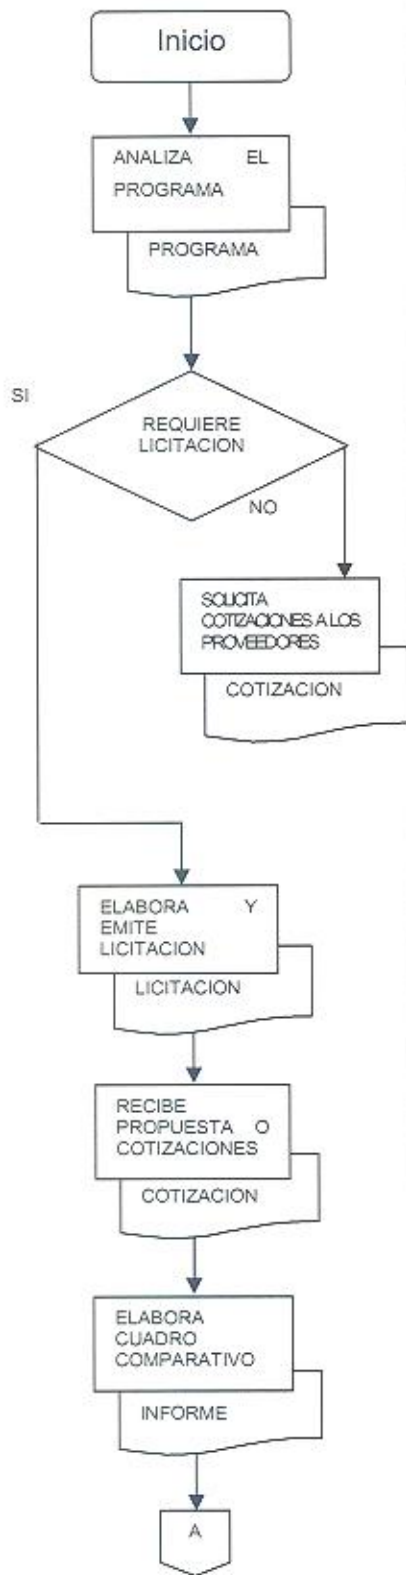 Inicio
ANALIZA EL
PROGRAMA
PROGRAMA
SI
REQUIERE
LICITACION
NO
SOLICITA
COTIZACIONES A LOS
PROVEEDORES
COTIZACION
ELABORA Y
EMITE
LICITACION
LICITACION
RECIBE
PROPUESTA O
COTIZACIONES
COTIZACIÓN
ELABORA
CUADRO
COMPARATIVO
INFORME
A